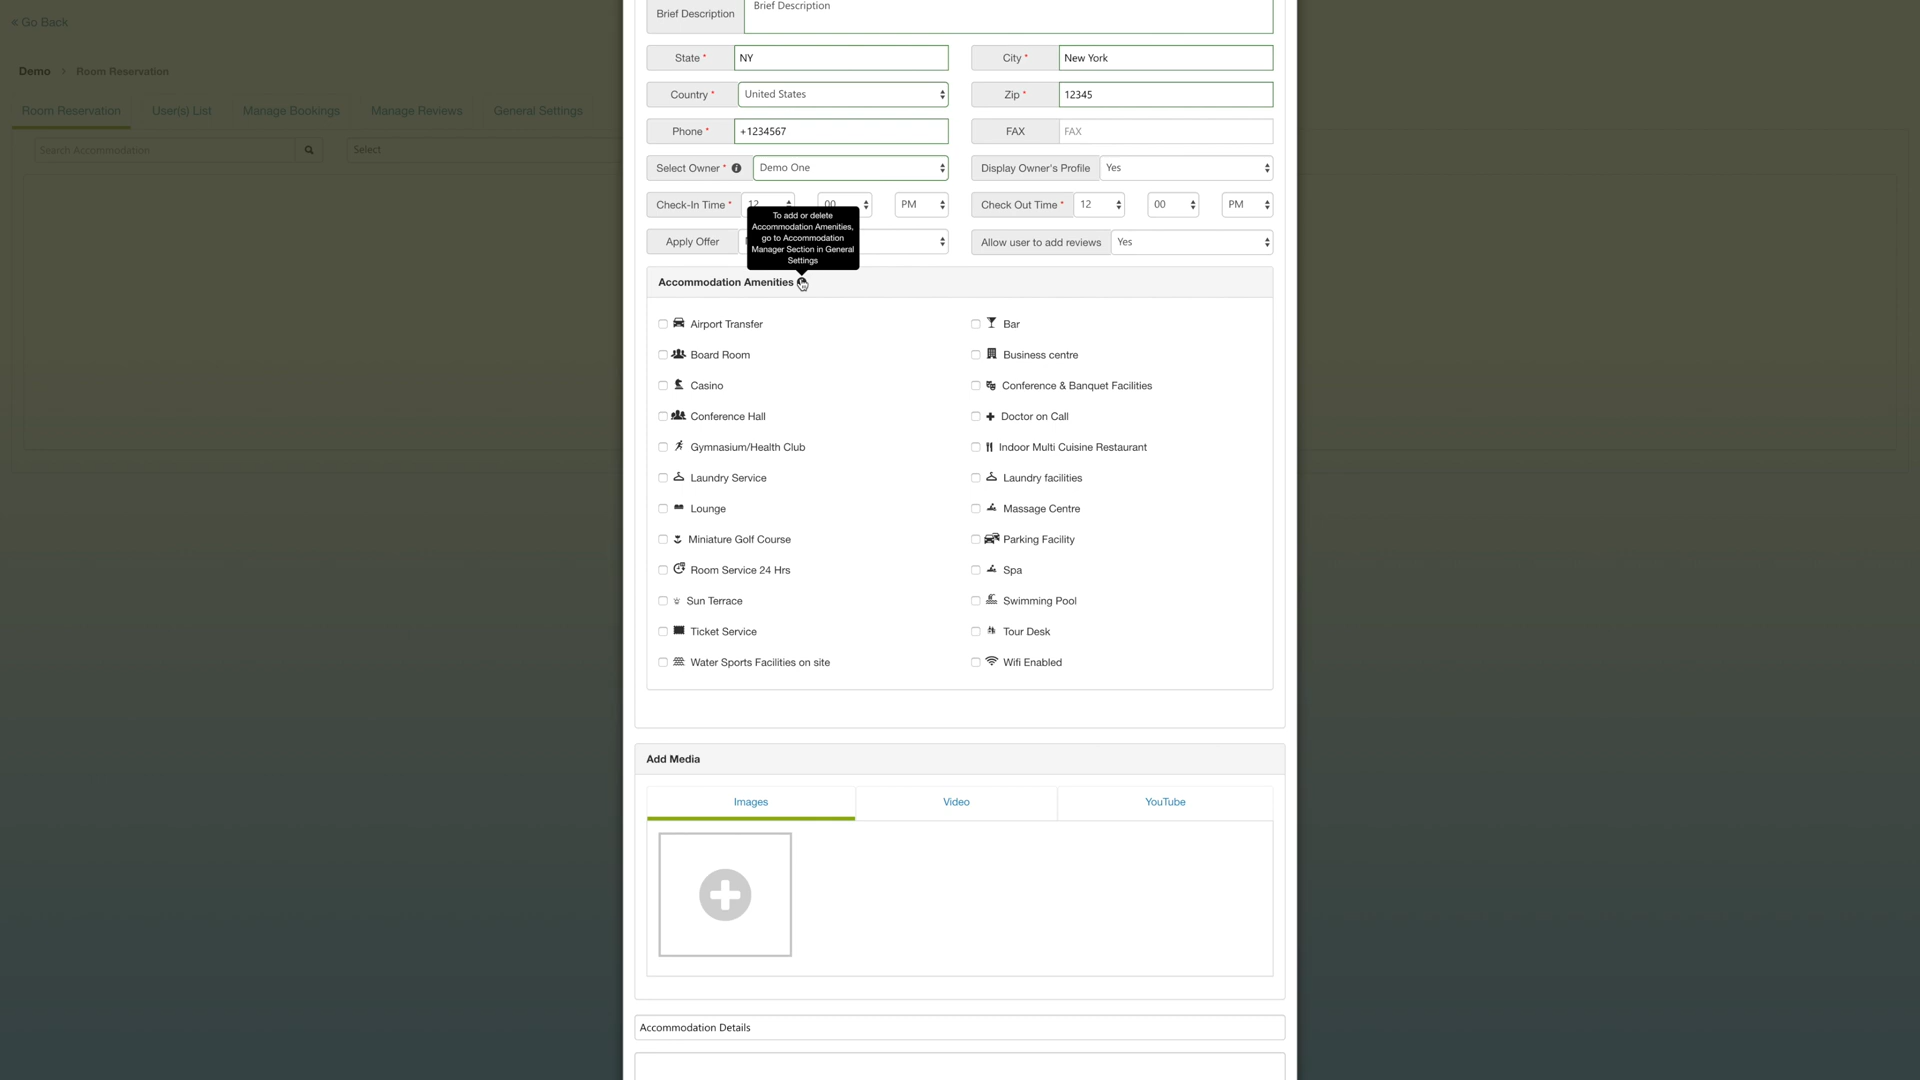 « Go Back
Demo > Room Reservation
Room Reservation User(s) List Manage Bookings Manage Reviews General Settings
Search Accommodation Select
Brief Description Brief Description
State * NY City * New York
Country * United States Zip * 12345
Phone * +1234567 FAX FAX
Select Owner * Demo One Display Owner's Profile Yes
Check-In Time * 12 00 PM Check Out Time * 12 00 PM
To add or delete
Accommodation Amenities,
go to Accommodation
Manager Section in General
Settings
Apply Offer Allow user to add reviews Yes
Accommodation Amenities
Airport Transfer Bar
Board Room Business centre
Casino Conference & Banquet Facilities
Conference Hall Doctor on Call
Gymnasium/Health Club Indoor Multi Cuisine Restaurant
Laundry Service Laundry facilities
Lounge Massage Centre
Miniature Golf Course Parking Facility
Room Service 24 Hrs Spa
Sun Terrace Swimming Pool
Ticket Service Tour Desk
Water Sports Facilities on site Wifi Enabled
Add Media
Images Video YouTube
Accommodation Details